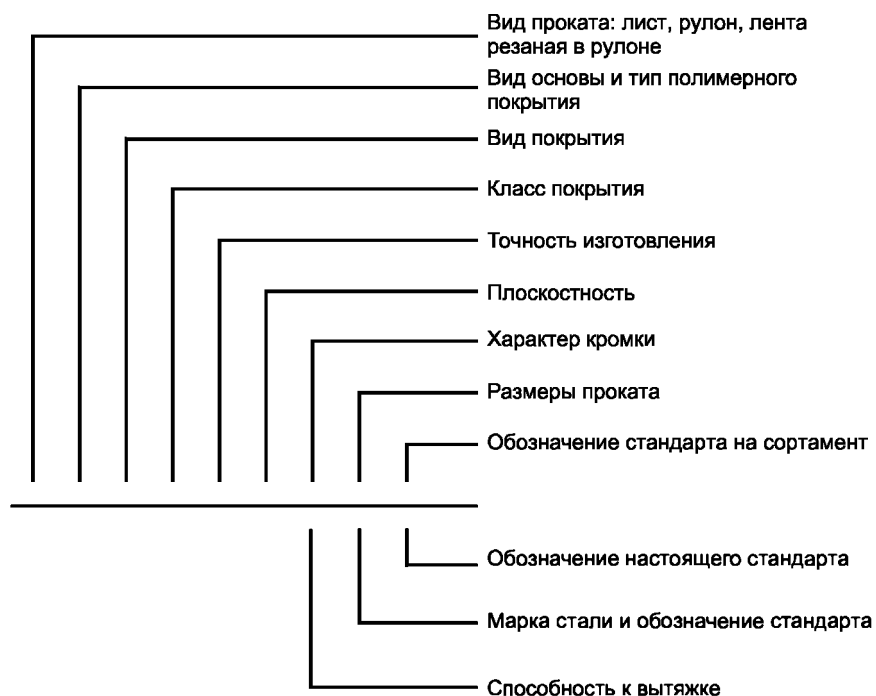 Вид проката: лист, рулон, лента
резаная в рулоне
Вид основы и тип полимерного
покрытия
Вид покрытия
Класс покрытия
Точность изготовления
Плоскостность
Характер кромки
Размеры проката
Обозначение стандарта на сортамент
Обозначение настоящего стандарта
Марка стали и обозначение стандарта
Способность к вытяжке